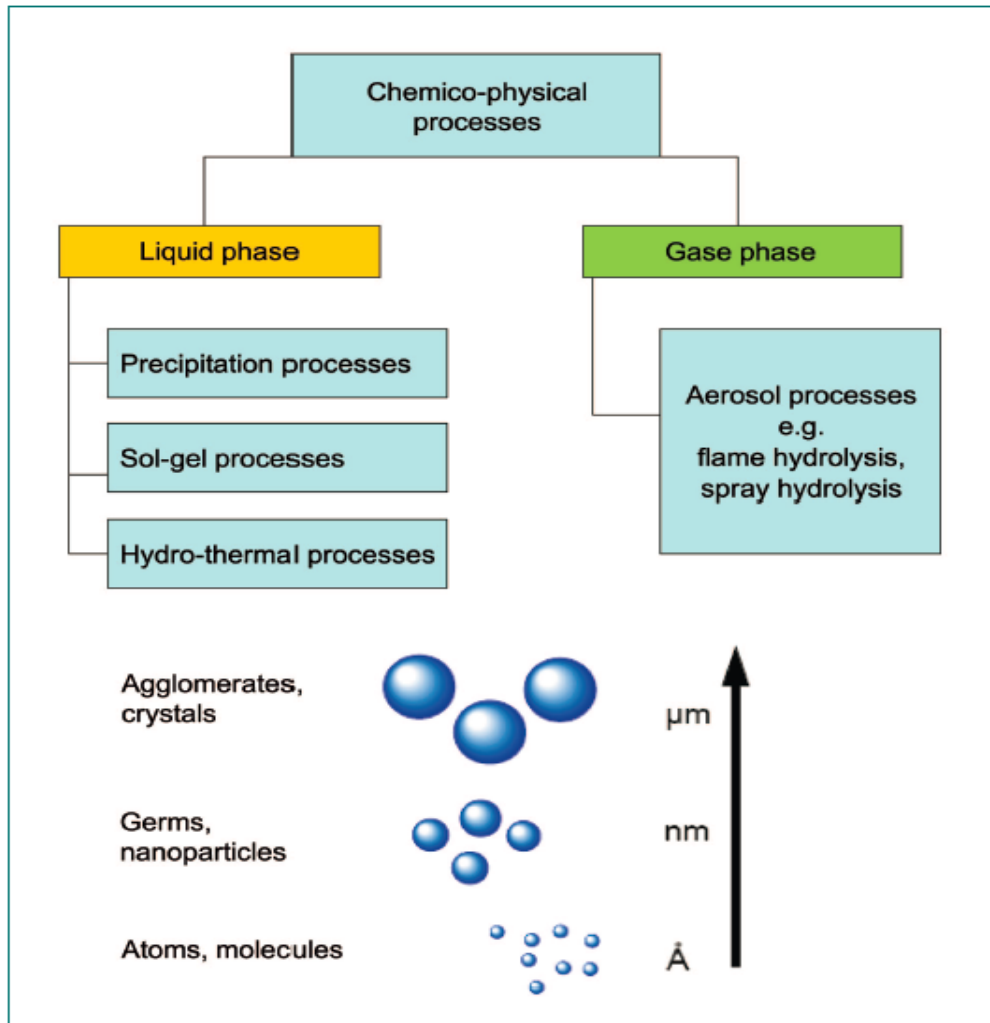 Chemico-physical
processes
Liquid phase
Gase phase
Precipitation processes
Sol-gel processes
Hydro-thermal processes
Aerosol processes
e.g.
flame hydrolysis,
spray hydrolysis
Agglomerates,
crystals
µm
Germs,
nanoparticles
nm
Atoms, molecules
Å